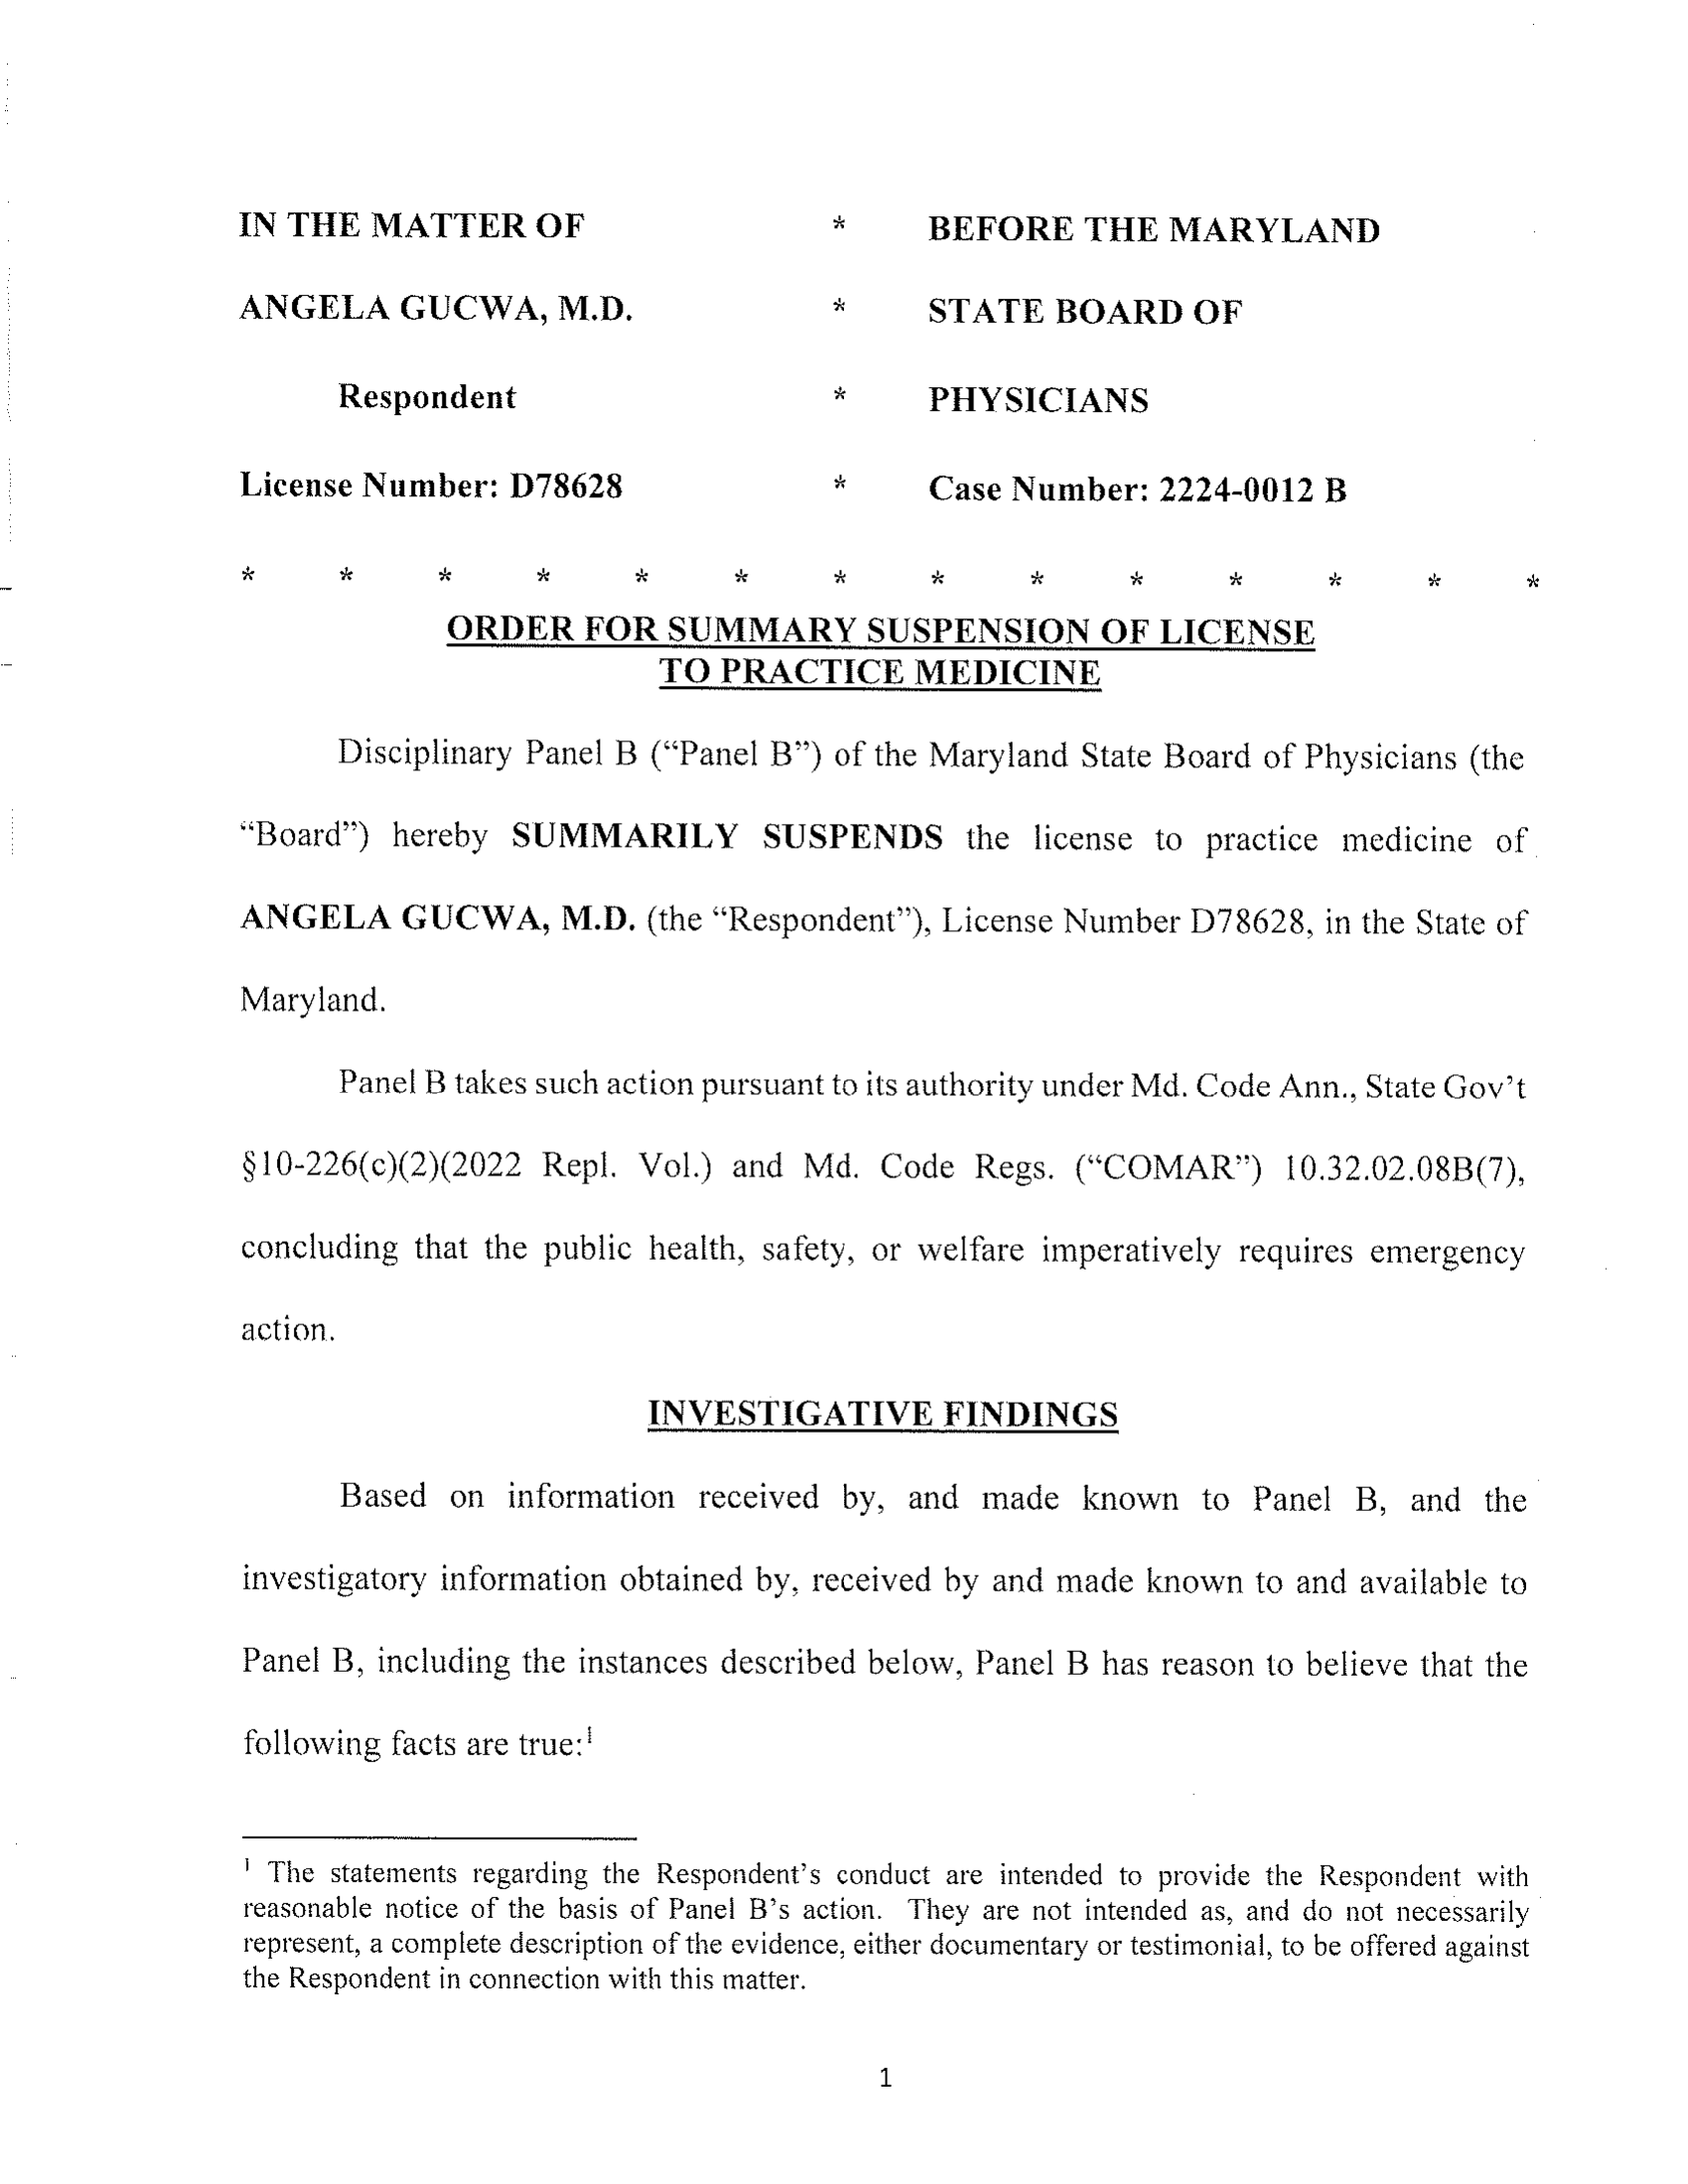 IN THE MATTER OF * BEFORE THE MARYLAND
ANGELA GUCWA, M.D. * STATE BOARD OF
Respondent * PHYSICIANS
License Number: D78628 * Case Number: 2224-0012 B
* * * * * * * * * * * * * *
ORDER FOR SUMMARY SUSPENSION OF LICENSE
TO PRACTICE MEDICINE
Disciplinary Panel B (“Panel B”) of the Maryland State Board of Physicians (the
“Board”) hereby SUMMARILY SUSPENDS the license to practice medicine of
ANGELA GUCWA, M.D. (the “Respondent”), License Number D78628, in the State of
Maryland.
Panel B takes such action pursuant to its authority under Md. Code Ann., State Gov’t
§10-226(c)(2)(2022 Repl. Vol.) and Md. Code Regs. (“COMAR”) 10.32.02.08B(7),
concluding that the public health, safety, or welfare imperatively requires emergency
action.
INVESTIGATIVE FINDINGS
Based on information received by, and made known to Panel B, and the
investigatory information obtained by, received by and made known to and available to
Panel B, including the instances described below, Panel B has reason to believe that the
following facts are true:1
1 The statements regarding the Respondent’s conduct are intended to provide the Respondent with
reasonable notice of the basis of Panel B’s action. They are not intended as, and do not necessarily
represent, a complete description of the evidence, either documentary or testimonial, to be offered against
the Respondent in connection with this matter.
1